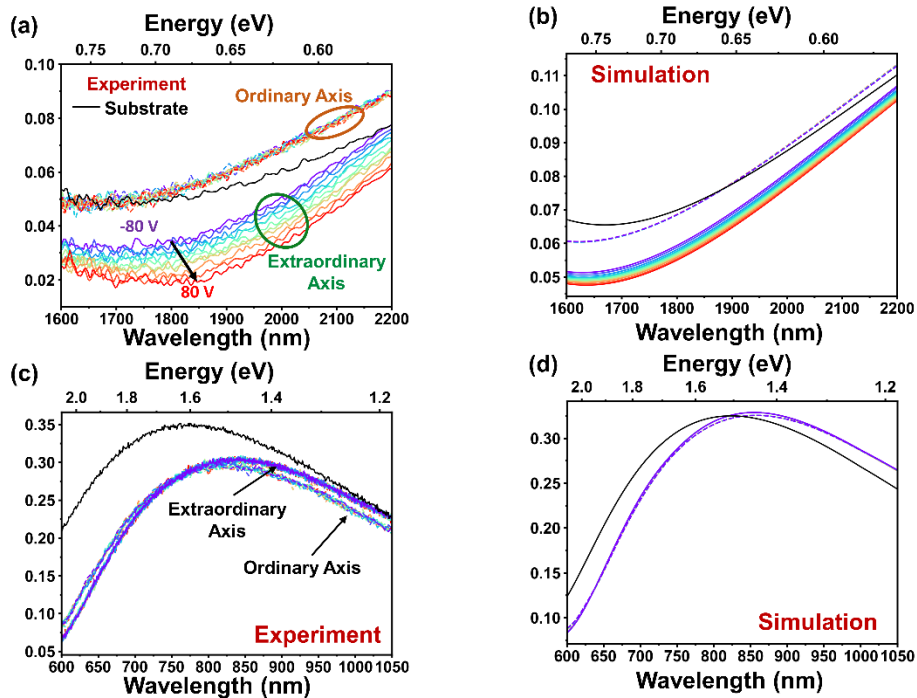 (a)
Energy (eV)
0.75 0.70 0.65 0.60
0.10
0.08
0.06
0.04
0.02
Experiment
Substrate
Ordinary Axis
-80 V
80 V
Extraordinary
Axis
1600 1700 1800 1900 2000 2100 2200
Wavelength (nm)
(b)
Energy (eV)
0.75 0.70 0.65 0.60
0.11
0.10
0.09
0.08
0.07
0.06
0.05
Simulation
1600 1700 1800 1900 2000 2100 2200
Wavelength (nm)
(c)
Energy (eV)
2.0 1.8 1.6 1.4 1.2
0.35
0.30
0.25
0.20
0.15
0.10
0.05
Extraordinary
Axis
Ordinary Axis
Experiment
600 650 700 750 800 850 900 950 1000 1050
Wavelength (nm)
(d)
Energy (eV)
2.0 1.8 1.6 1.4 1.2
0.30
0.25
0.20
0.15
0.10
Simulation
600 650 700 750 800 850 900 950 1000 1050
Wavelength (nm)